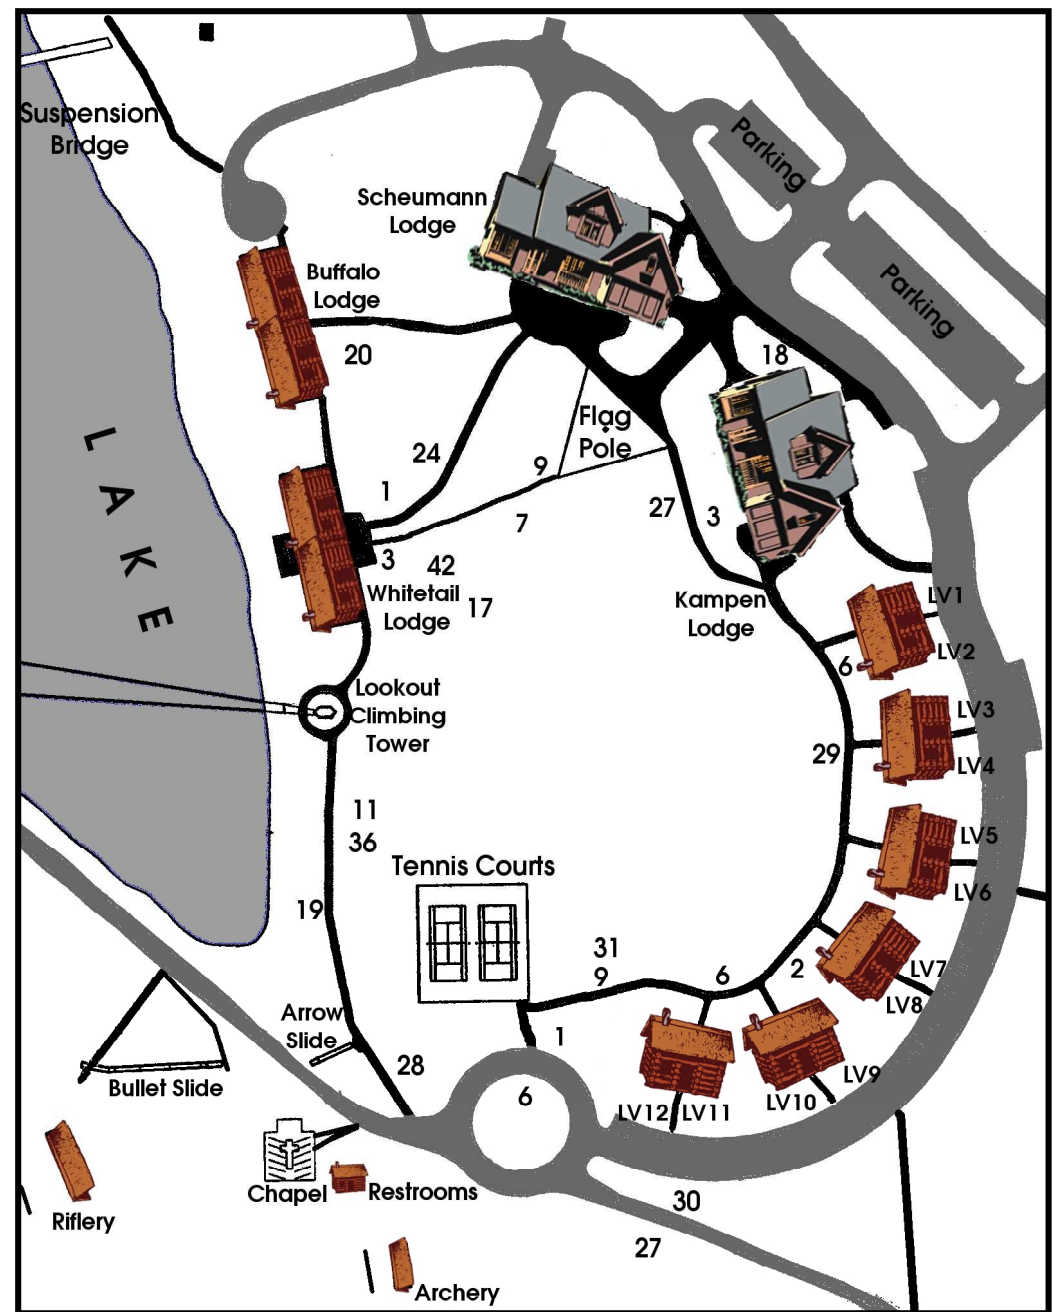 Suspension
Bridge
Parking
Parking
Scheumann
Lodge
Buffalo
Lodge
20
18
Flag
Pole
LAKE
24
9
1
7
27
3
3
42
Whitetail
Lodge
17
Kampen
Lodge
LV1
LV2
6
Lookout
Climbing
Tower
LV3
LV4
29
11
36
Tennis Courts
LV5
LV6
19
31
9
6
2
LV7
LV8
Arrow
Slide
28
1
Bullet Slide
6
LV9
LV10
LV12
LV11
Chapel
Restrooms
Riflery
30
27
Archery